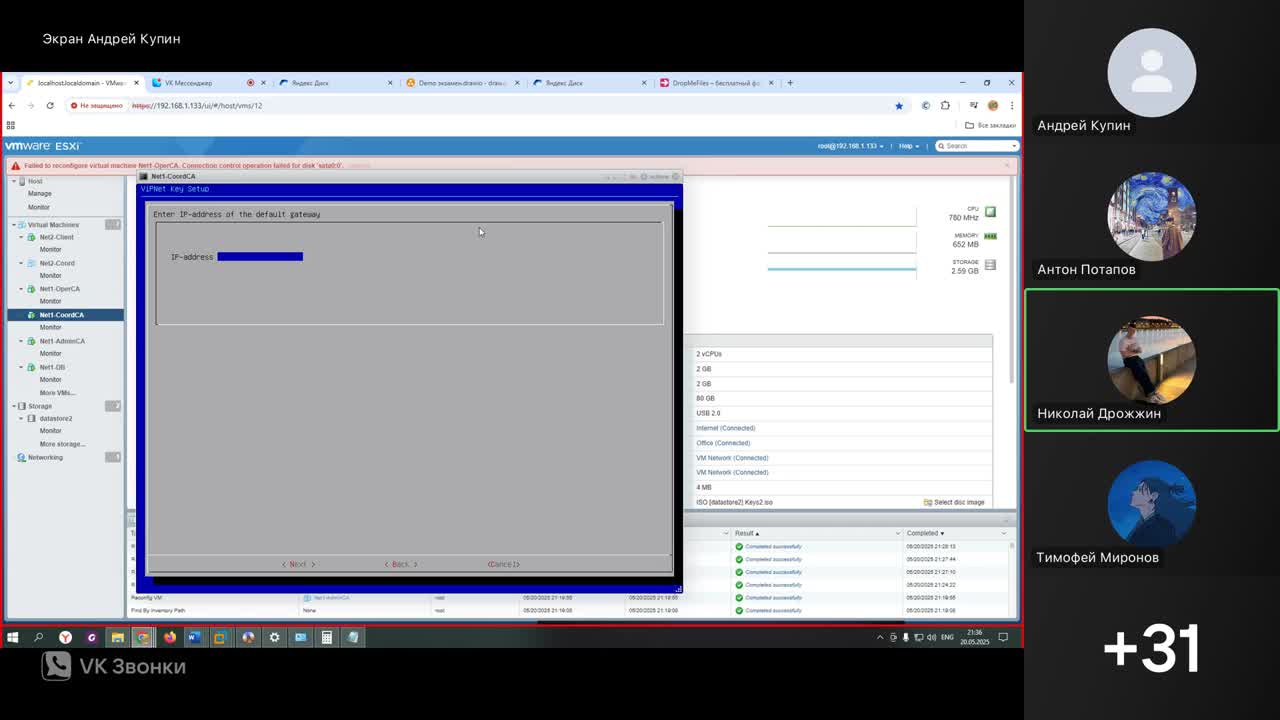 Экран Андрей Купин
localhost.localdomain - VMwa
VK Мессенджер
Яндекс Диск
Demo экзамен.drawio - draw.
Яндекс Диск
DropMeFiles – бесплатный фо
Не защищено
https://192.168.1.133/ui/#/host/vms/12
Все закладки
vmware ESXi
root@192.168.1.133
Help
Search
Failed to reconfigure virtual machine Net1-OperCA. Connection control operation failed for disk 'sata0:0'.
Host
Manage
Monitor
Virtual Machines
Net2-Client
Monitor
Net2-Coord
Monitor
Net1-OperCA
Monitor
Net1-CoordCA
Monitor
Net1-AdminCA
Monitor
Net1-DB
Monitor
More VMs...
Storage
datastore2
Monitor
More storage...
Networking
Net1-CoordCA
Actions
ViPNet Key Setup
Enter IP-address of the default gateway
IP-address
< Next >
< Back >
<Cancel>
CPU
780 MHz
MEMORY
652 MB
STORAGE
2.59 GB
2 vCPUs
2 GB
2 GB
80 GB
USB 2.0
Internet (Connected)
Office (Connected)
VM Network (Connected)
VM Network (Connected)
4 MB
ISO [datastore2] Keys2.iso
Select disc image
Result
Completed
Completed successfully
05/20/2025 21:28:13
Completed successfully
05/20/2025 21:27:44
Completed successfully
05/20/2025 21:27:10
Completed successfully
05/20/2025 21:24:22
Reconfig VM
Net1-AdminCA
root
05/20/2025 21:19:55
05/20/2025 21:19:55
Completed successfully
05/20/2025 21:19:55
Find By Inventory Path
None
root
05/20/2025 21:19:08
05/20/2025 21:19:08
Completed successfully
05/20/2025 21:19:08
ENG
21:36
20.05.2025
VK Звонки
Андрей Купин
Антон Потапов
Николай Дрожжин
Тимофей Миронов
+31